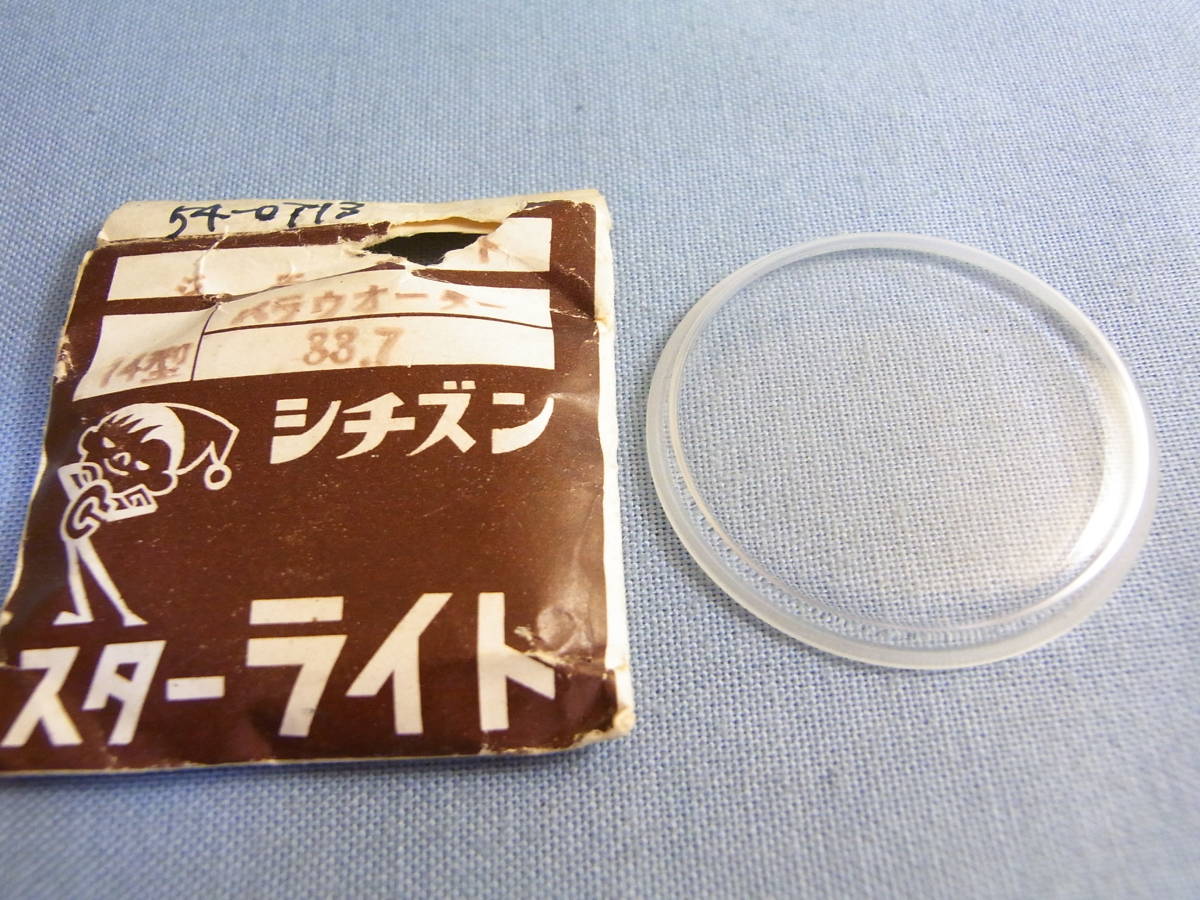 54-0713
パラウオーター
14型 33.7
シチズン
スターライト